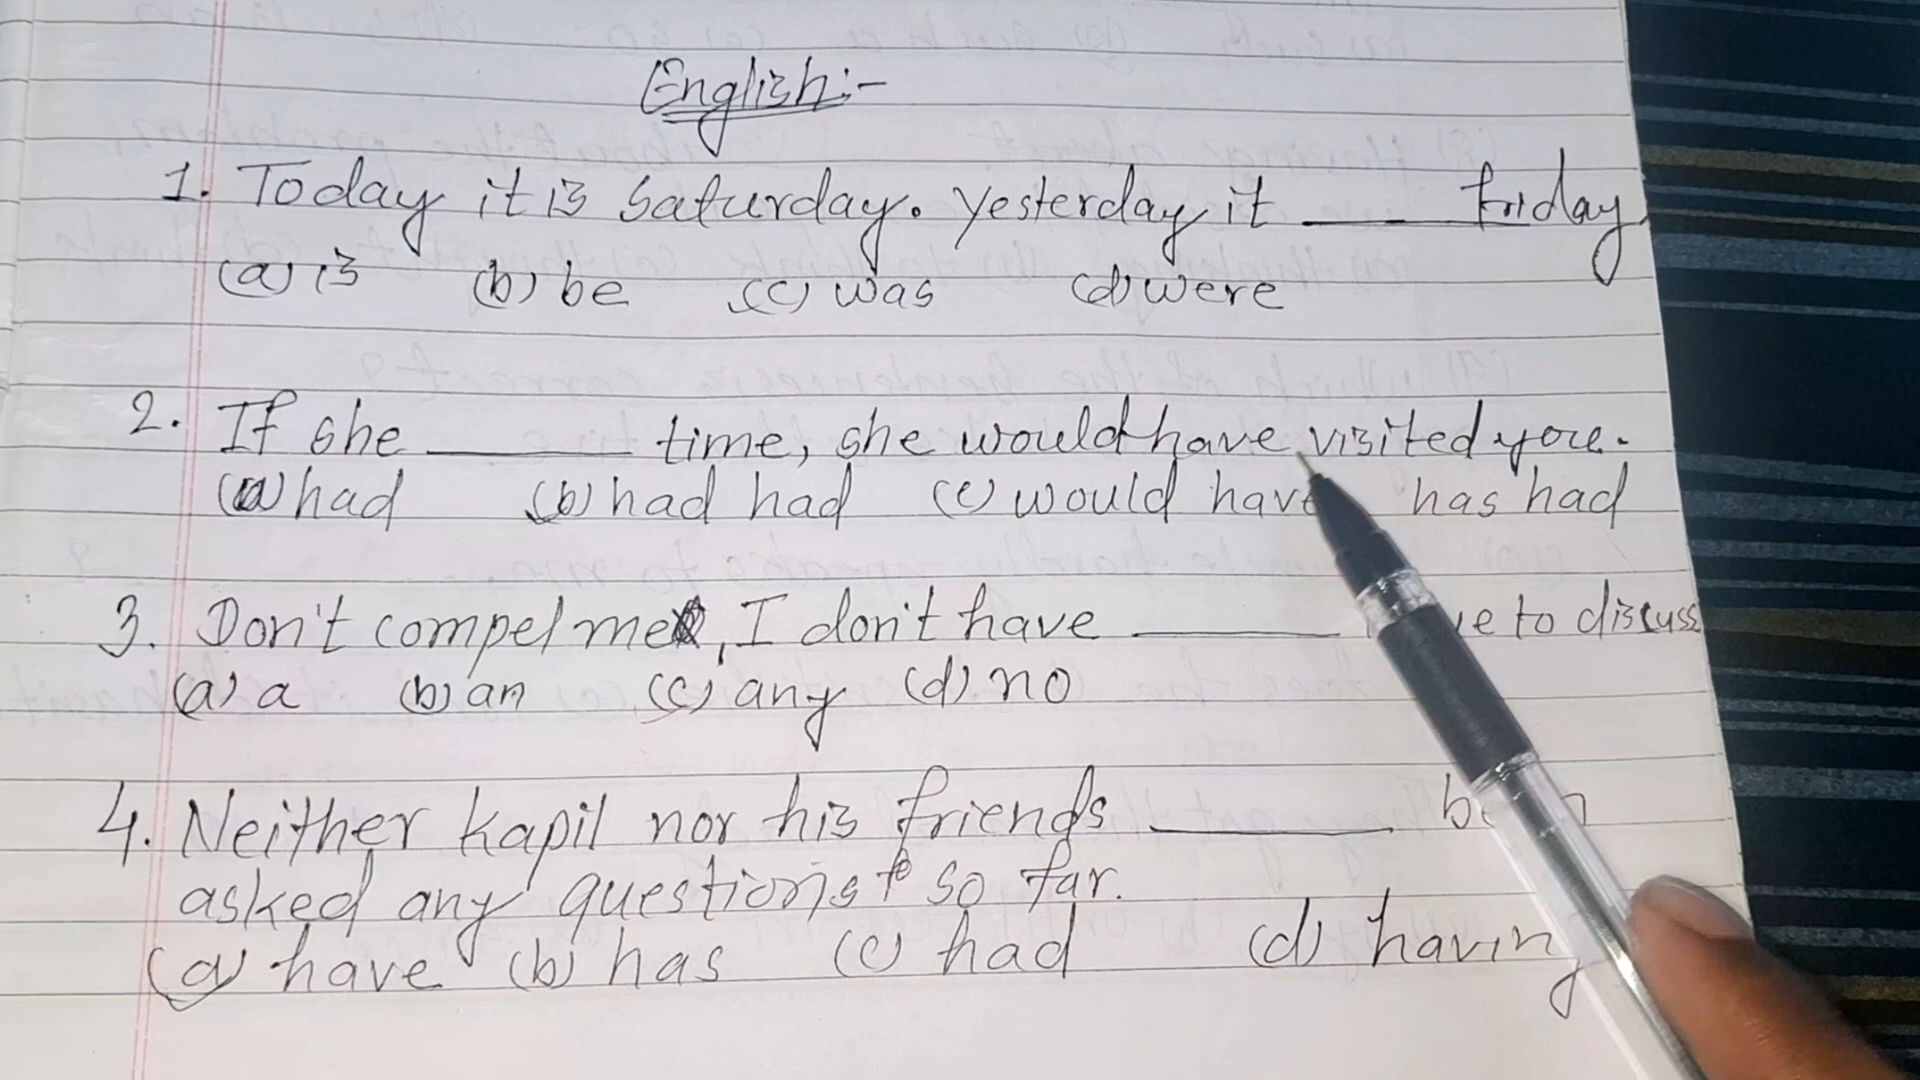 English:-
1. Today it is Saturday. Yesterday it ____ Friday
(a) is (b) be (c) was (d) were
2. If she ____ time, she would have visited you.
(a) had (b) had had (c) would have has had
3. Don't compel me, I don't have ____ to discuss
(a) a (b) an (c) any (d) no
4. Neither Kapil nor his friends ____
asked any questions so far.
(a) have (b) has (c) had (d) having